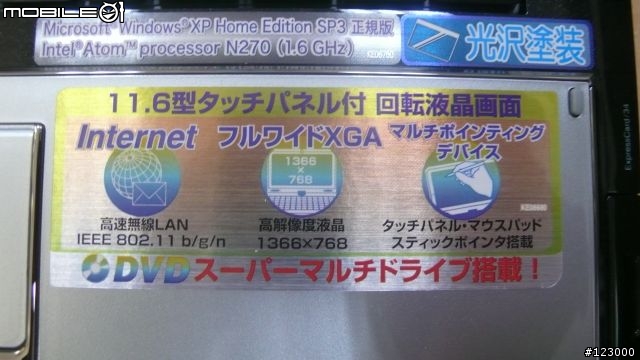 MOBILE01
Microsoft® Windows® XP Home Edition SP3 正規版
Intel® Atom™ processor N270 (1.6 GHz)
光沢塗装
11.6型タッチパネル付 回転液晶画面
Internet
フルワイドXGA
マルチポインティング
デバイス
1366
×
768
高速無線LAN
IEEE 802.11 b/g/n
高解像度液晶
1366×768
タッチパネル・マウスパッド
スティックポインタ搭載
DVD スーパーマルチドライブ搭載!
ExpressCard/34
#123000